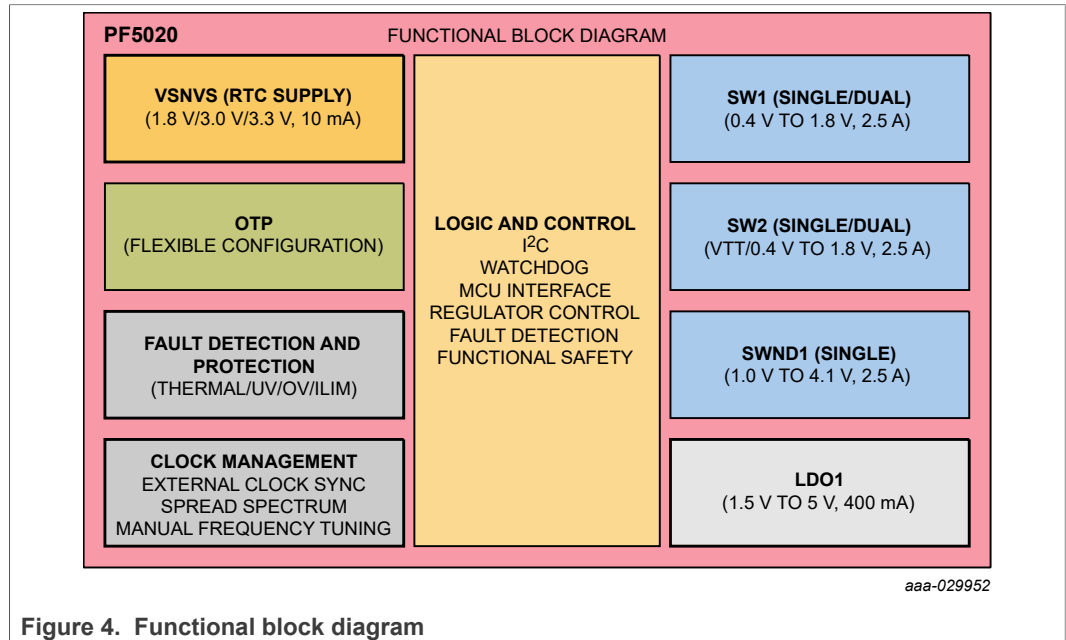 PF5020 FUNCTIONAL BLOCK DIAGRAM
VSNVS (RTC SUPPLY)
(1.8 V/3.0 V/3.3 V, 10 mA)
OTP
(FLEXIBLE CONFIGURATION)
FAULT DETECTION AND
PROTECTION
(THERMAL/UV/OV/ILIM)
CLOCK MANAGEMENT
EXTERNAL CLOCK SYNC
SPREAD SPECTRUM
MANUAL FREQUENCY TUNING
LOGIC AND CONTROL
I2C
WATCHDOG
MCU INTERFACE
REGULATOR CONTROL
FAULT DETECTION
FUNCTIONAL SAFETY
SW1 (SINGLE/DUAL)
(0.4 V TO 1.8 V, 2.5 A)
SW2 (SINGLE/DUAL)
(VTT/0.4 V TO 1.8 V, 2.5 A)
SWND1 (SINGLE)
(1.0 V TO 4.1 V, 2.5 A)
LDO1
(1.5 V TO 5 V, 400 mA)
aaa-029952
Figure 4. Functional block diagram